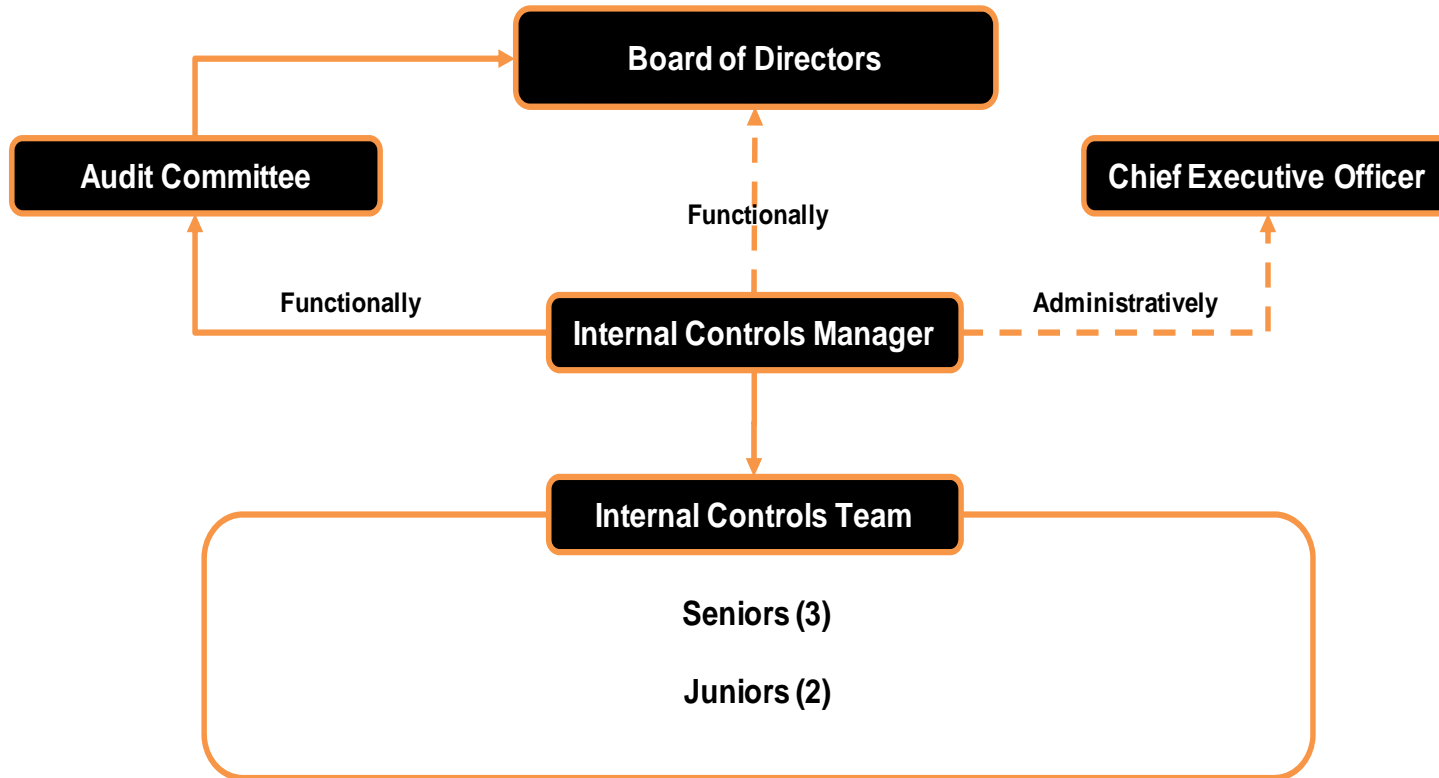 Board of Directors
Audit Committee
Chief Executive Officer
Functionally
Functionally
Administratively
Internal Controls Manager
Internal Controls Team
Seniors (3)
Juniors (2)